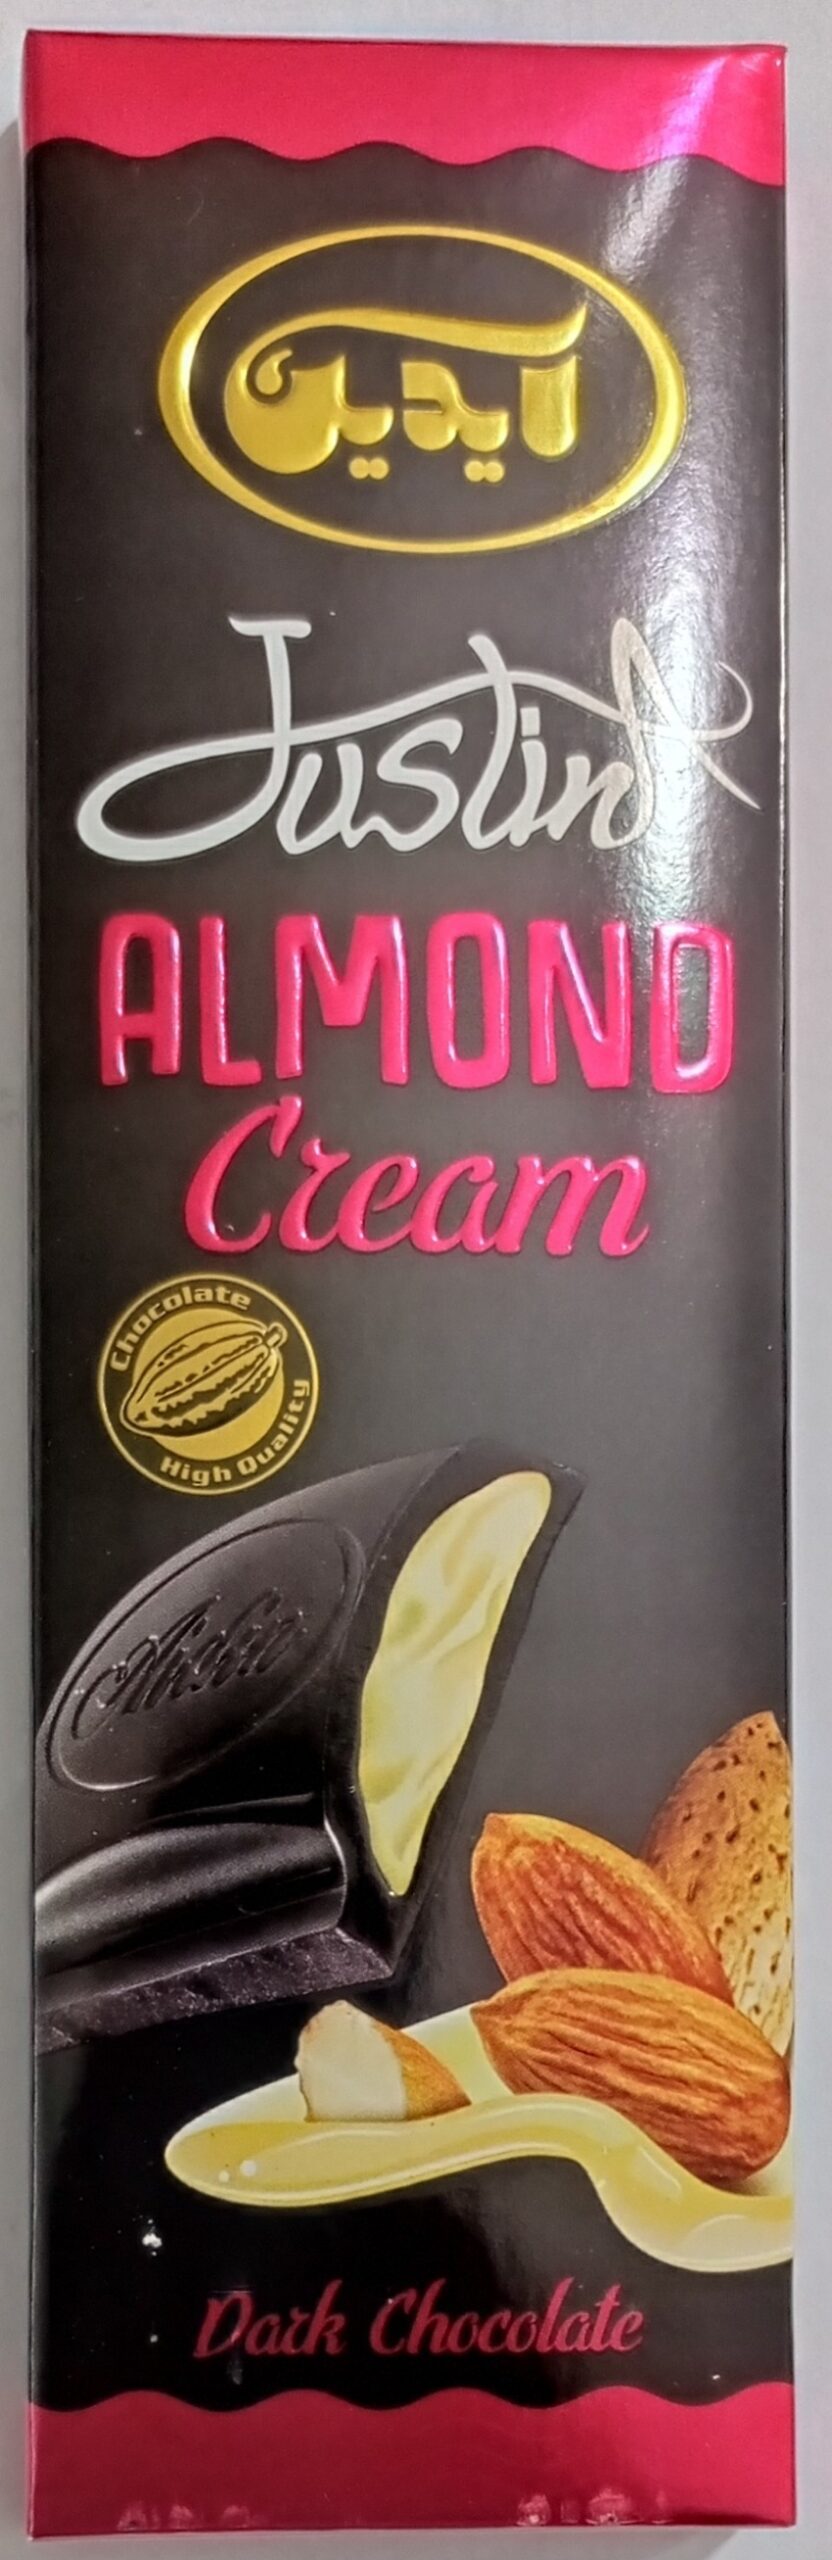 آیدین
Justin
ALMOND
Cream
Chocolate
High Quality
Dark Chocolate